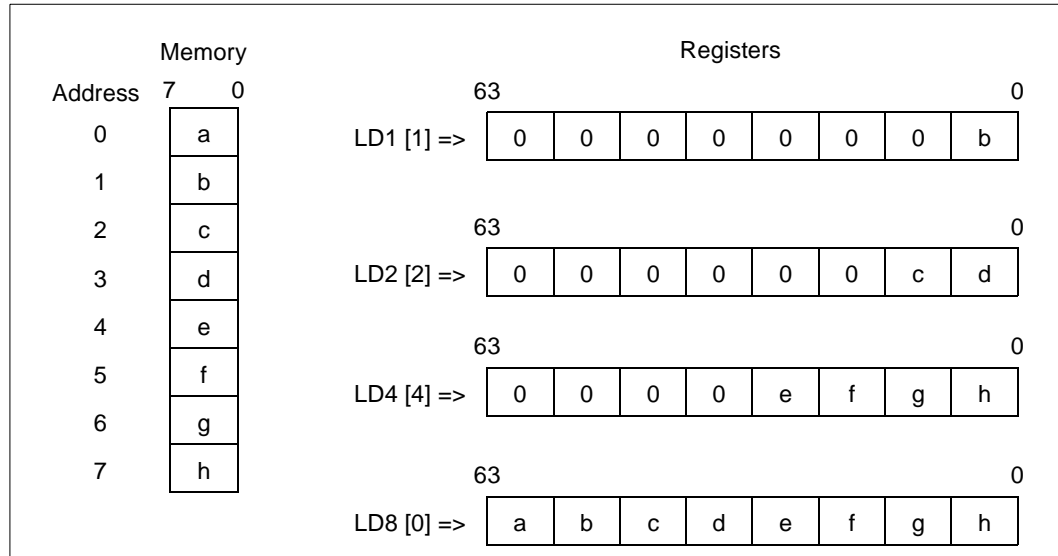 Memory
Address 7 0
0 a
1 b
2 c
3 d
4 e
5 f
6 g
7 h
Registers
63 0
LD1 [1] => 0 0 0 0 0 0 0 b
63 0
LD2 [2] => 0 0 0 0 0 0 c d
63 0
LD4 [4] => 0 0 0 0 e f g h
63 0
LD8 [0] => a b c d e f g h